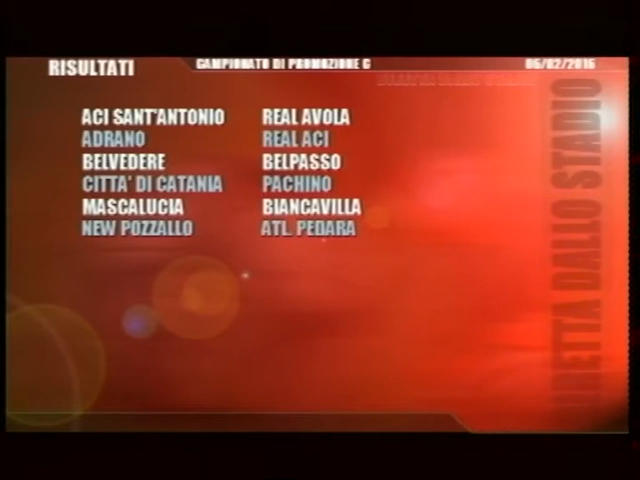 RISULTATI
CAMPIONATO DI PROMOZIONE C
06/02/2016
ACI SANT'ANTONIO REAL AVOLA
ADRANO REAL ACI
BELVEDERE BELPASSO
CITTA' DI CATANIA PACHINO
MASCALUCIA BIANCAVILLA
NEW POZZALLO ATL. PEDARA
DIRETTA DALLO STADIO